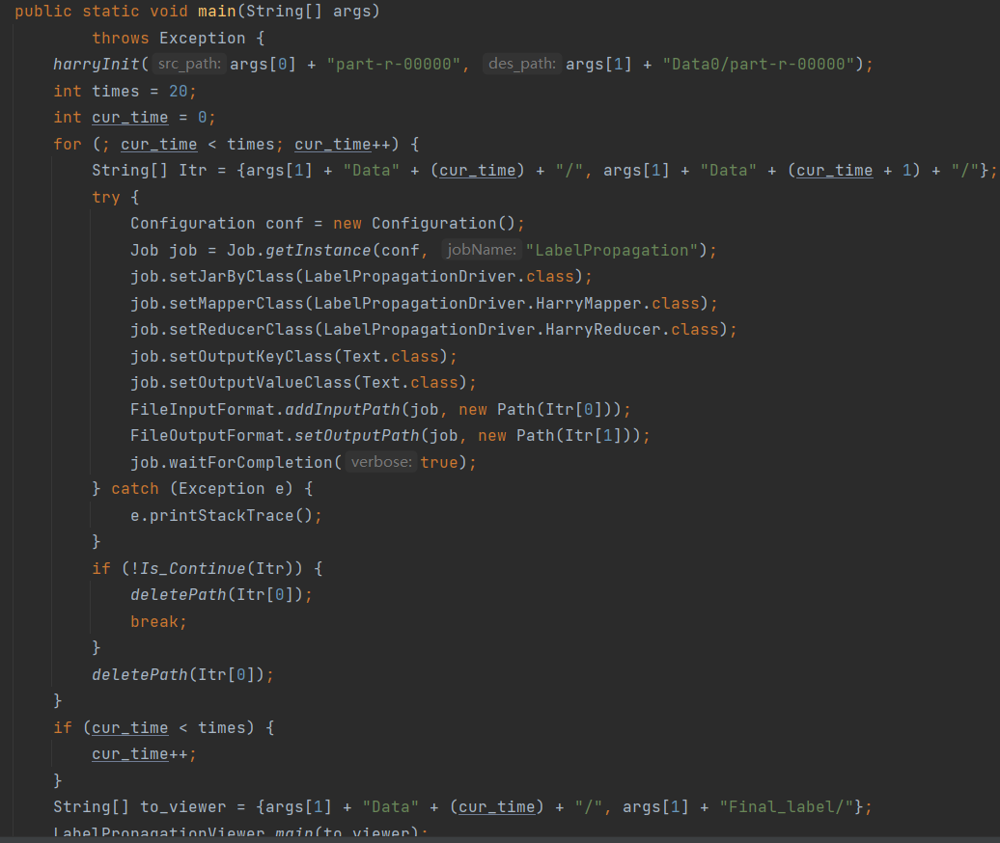 public static void main(String[] args)
        throws Exception {
    harryInit( src_path: args[0] + "part-r-00000", des_path: args[1] + "Data0/part-r-00000");
    int times = 20;
    int cur_time = 0;
    for (; cur_time < times; cur_time++) {
        String[] Itr = {args[1] + "Data" + (cur_time) + "/", args[1] + "Data" + (cur_time + 1) + "/"};
        try {
            Configuration conf = new Configuration();
            Job job = Job.getInstance(conf, jobName: "LabelPropagation");
            job.setJarByClass(LabelPropagationDriver.class);
            job.setMapperClass(LabelPropagationDriver.HarryMapper.class);
            job.setReducerClass(LabelPropagationDriver.HarryReducer.class);
            job.setOutputKeyClass(Text.class);
            job.setOutputValueClass(Text.class);
            FileInputFormat.addInputPath(job, new Path(Itr[0]));
            FileOutputFormat.setOutputPath(job, new Path(Itr[1]));
            job.waitForCompletion( verbose: true);
        } catch (Exception e) {
            e.printStackTrace();
        }
        if (!Is_Continue(Itr)) {
            deletePath(Itr[0]);
            break;
        }
        deletePath(Itr[0]);
    }
    if (cur_time < times) {
        cur_time++;
    }
    String[] to_viewer = {args[1] + "Data" + (cur_time) + "/", args[1] + "Final_label/"};
    LabelPropagationViewer.main(to_viewer);